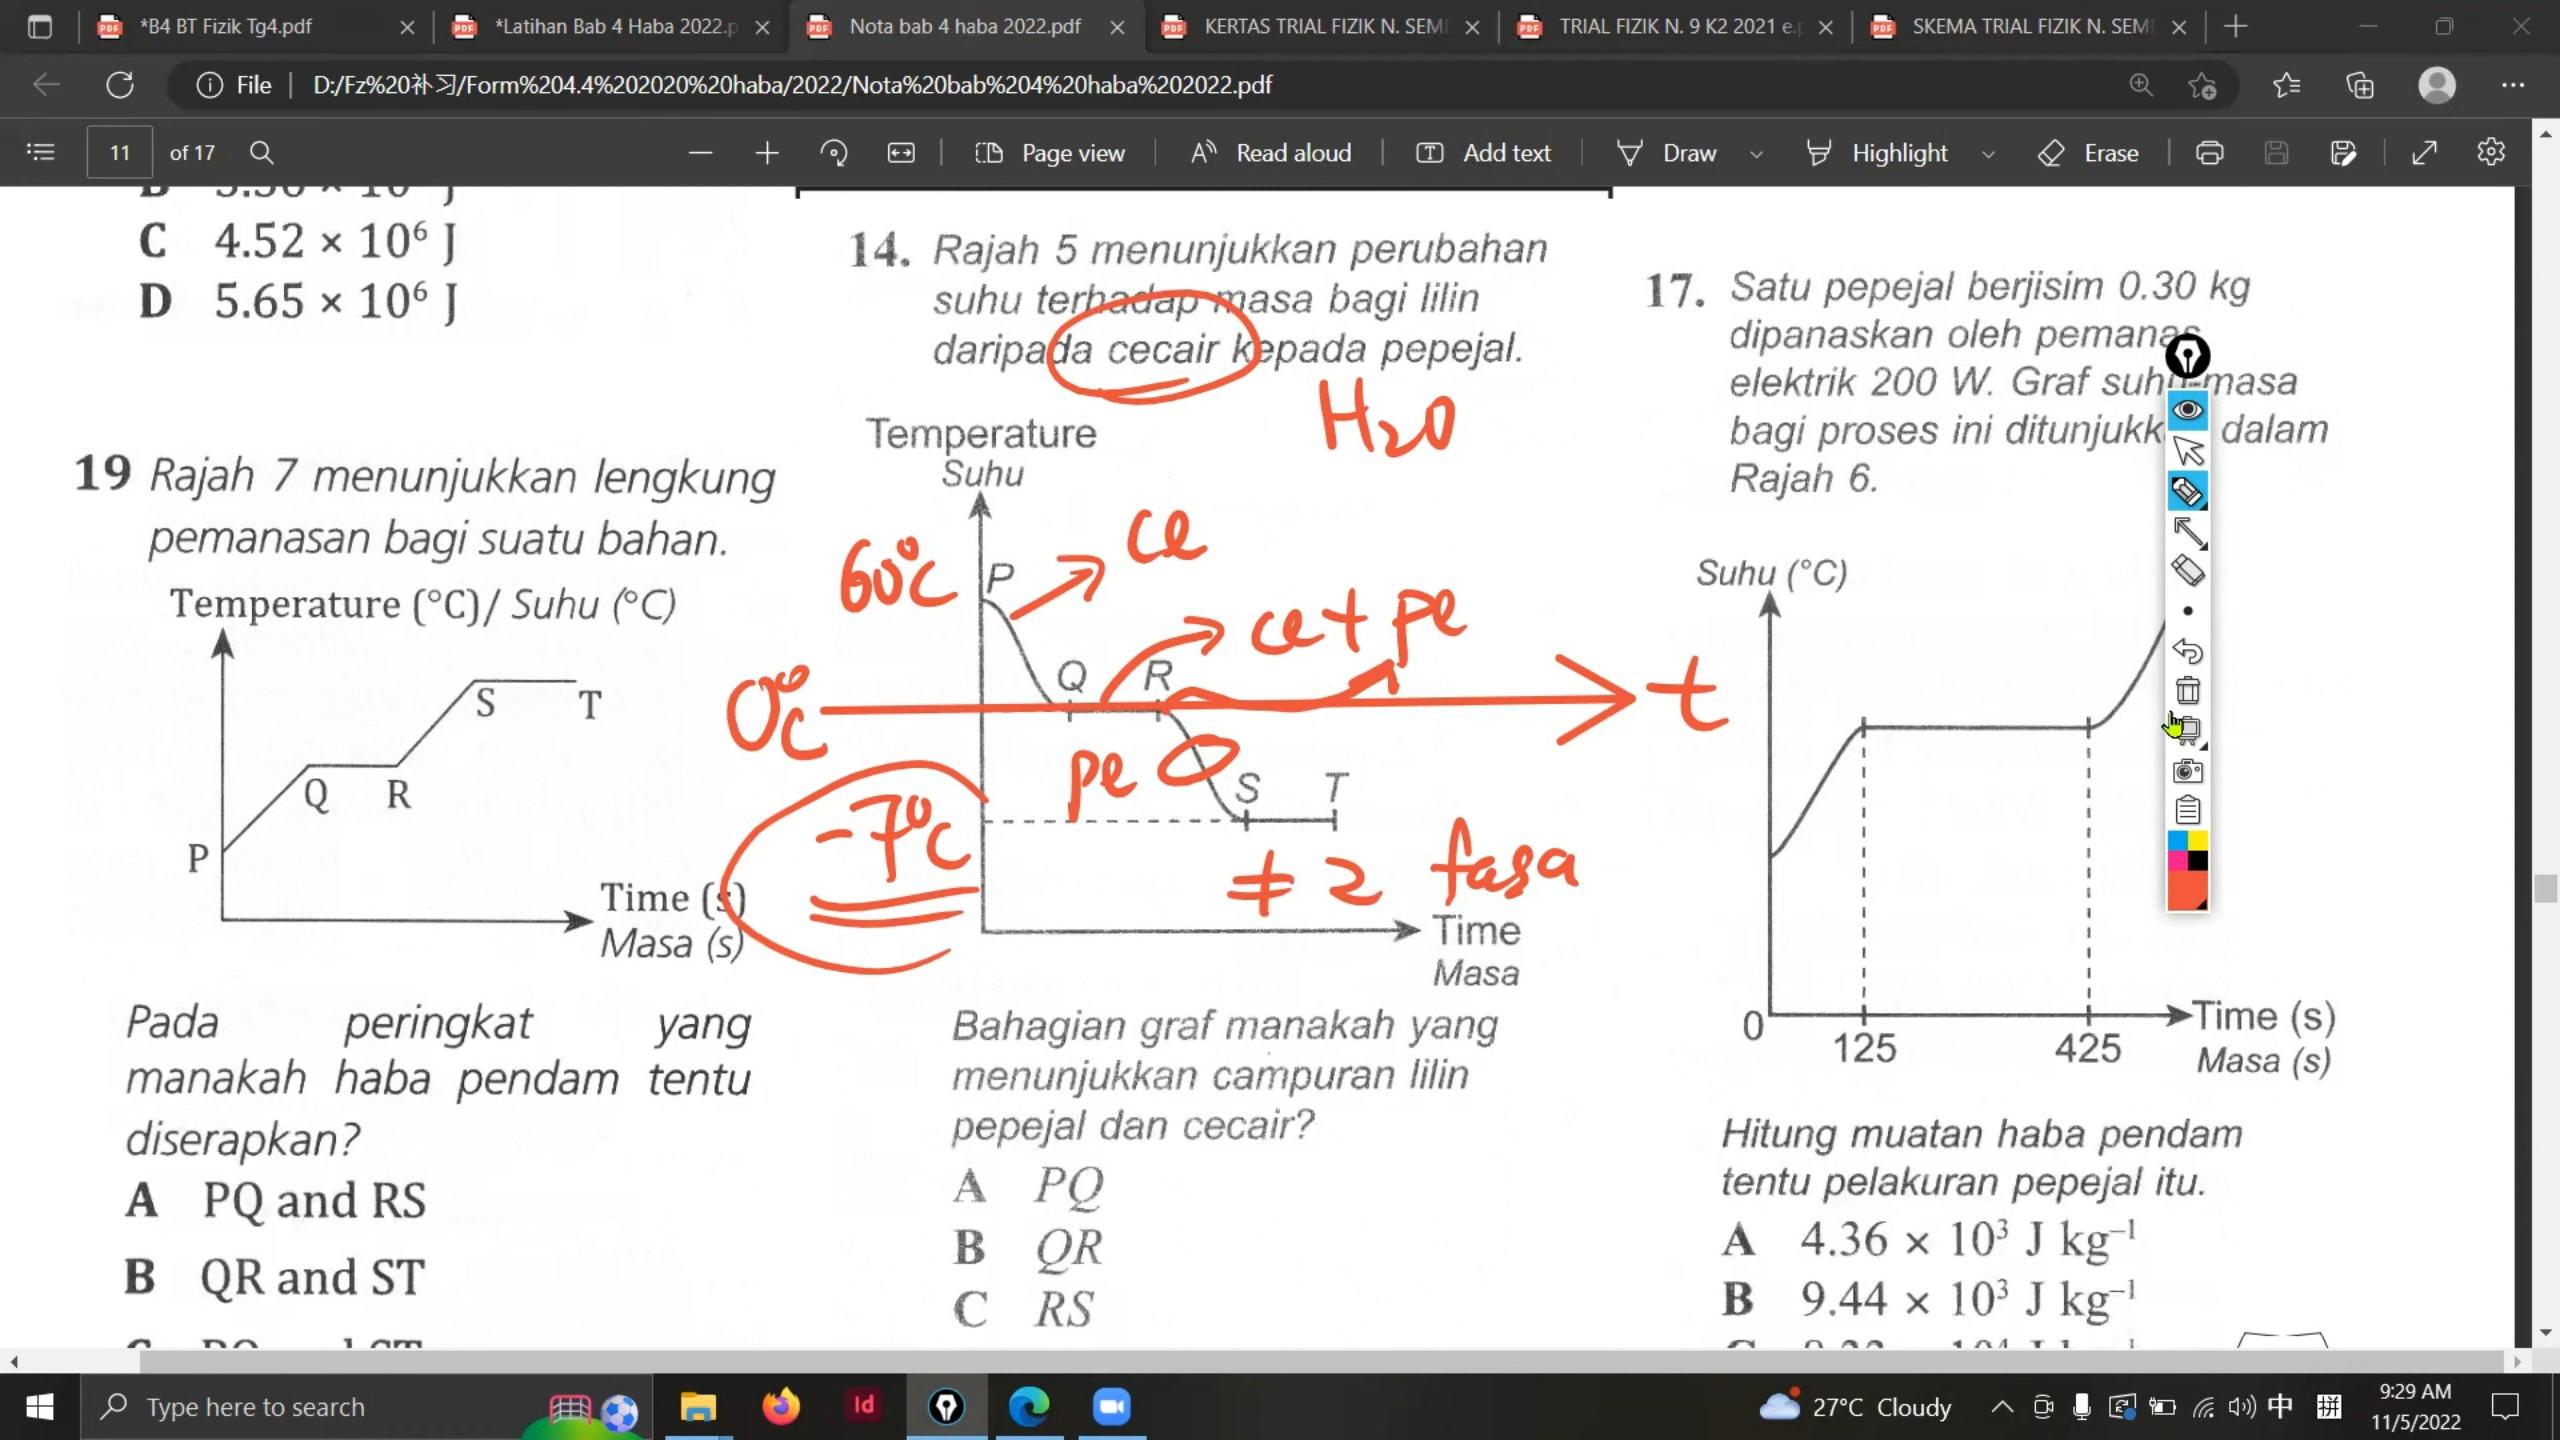 *B4 BT Fizik Tg4.pdf
*Latihan Bab 4 Haba 2022.p
Nota bab 4 haba 2022.pdf
KERTAS TRIAL FIZIK N. SEM
TRIAL FIZIK N. 9 K2 2021 e.
SKEMA TRIAL FIZIK N. SEM
File
D:/Fz%20补习/Form%204.4%202020%20haba/2022/Nota%20bab%204%20haba%202022.pdf
11 of 17
Page view
Read aloud
Add text
Draw
Highlight
Erase
C 4.52 × 10⁶ J
D 5.65 × 10⁶ J
19 Rajah 7 menunjukkan lengkung
pemanasan bagi suatu bahan.
Temperature (°C)/ Suhu (°C)
S
T
Q
R
P
Time (s)
Masa (s)
Pada peringkat yang
manakah haba pendam tentu
diserapkan?
A PQ and RS
B QR and ST
14. Rajah 5 menunjukkan perubahan
suhu terhadap masa bagi lilin
daripada cecair kepada pepejal.
H₂O
Temperature
Suhu
ce
60°C
P
ce + pe
Q
R
0°C
t
pe
S
T
-7°C
≠ 2 fasa
Time
Masa
Bahagian graf manakah yang
menunjukkan campuran lilin
pepejal dan cecair?
A PQ
B QR
C RS
17. Satu pepejal berjisim 0.30 kg
dipanaskan oleh pemanas
elektrik 200 W. Graf suhu-masa
bagi proses ini ditunjukk dalam
Rajah 6.
Suhu (°C)
0
125
425
Time (s)
Masa (s)
Hitung muatan haba pendam
tentu pelakuran pepejal itu.
A 4.36 × 10³ J kg⁻¹
B 9.44 × 10³ J kg⁻¹
Type here to search
Id
27°C Cloudy
中
拼
9:29 AM
11/5/2022